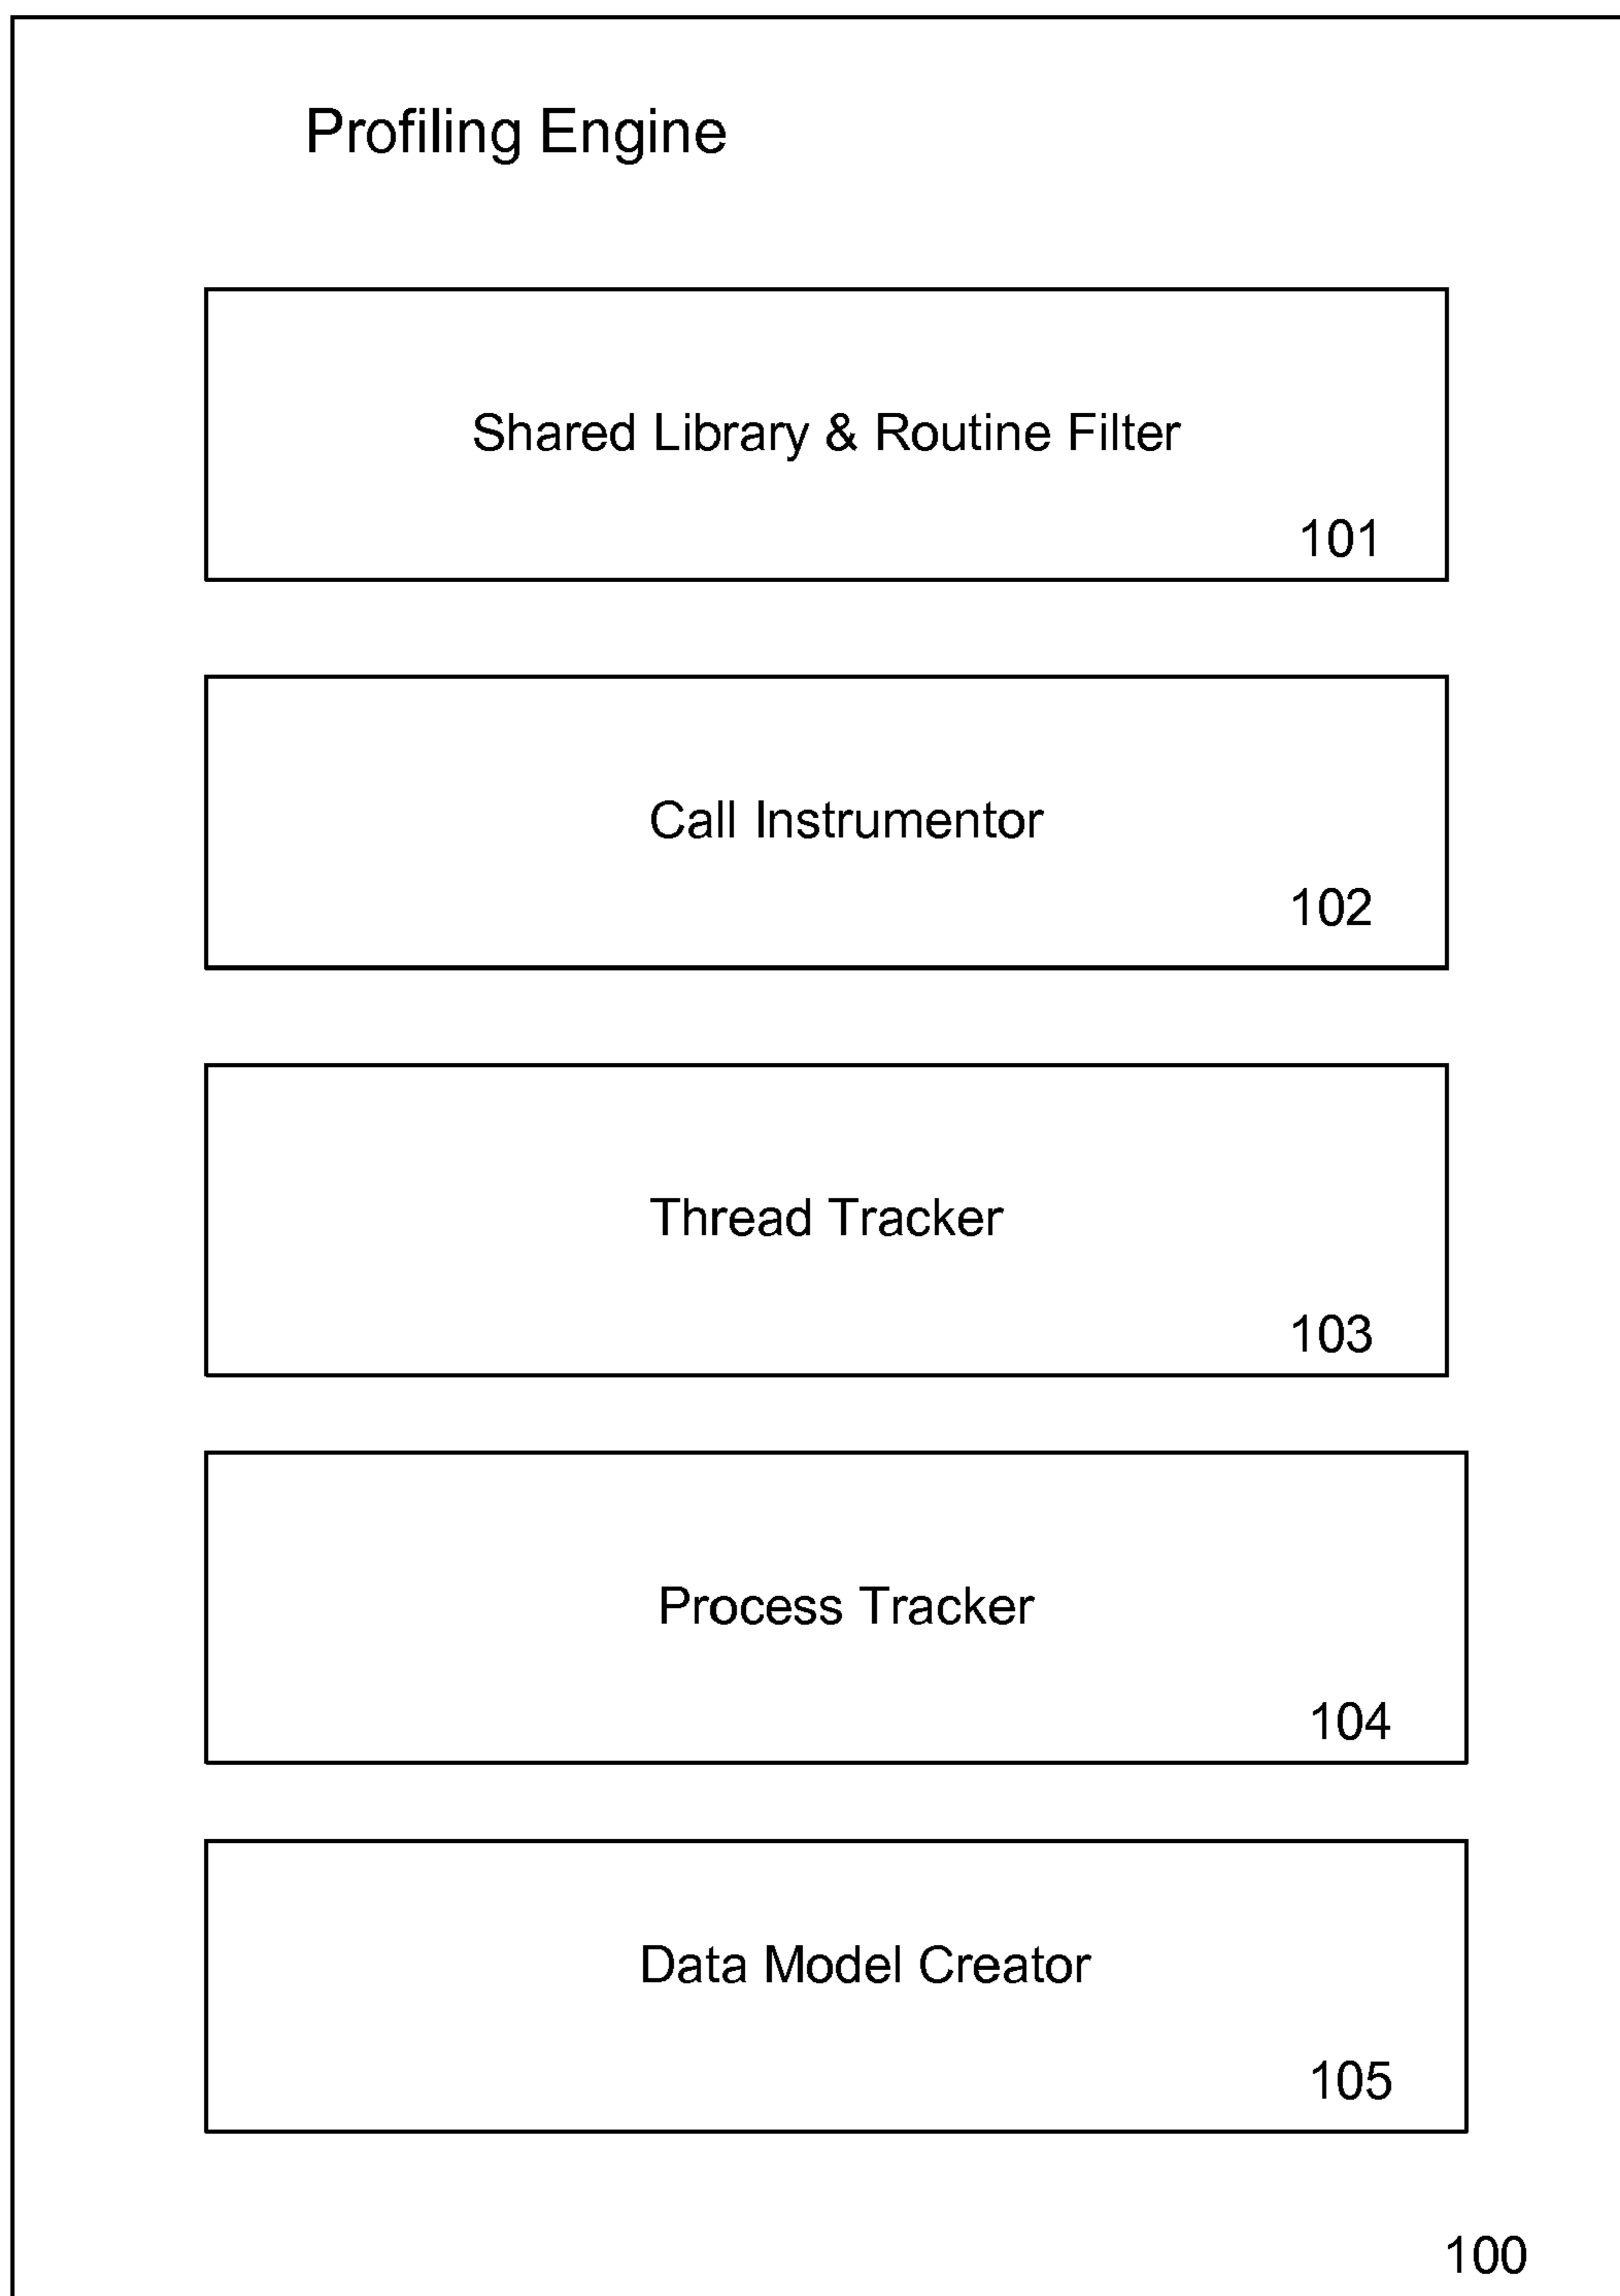 Profiling Engine
Shared Library & Routine Filter
101
Call Instrumentor
102
Thread Tracker
103
Process Tracker
104
Data Model Creator
105
100